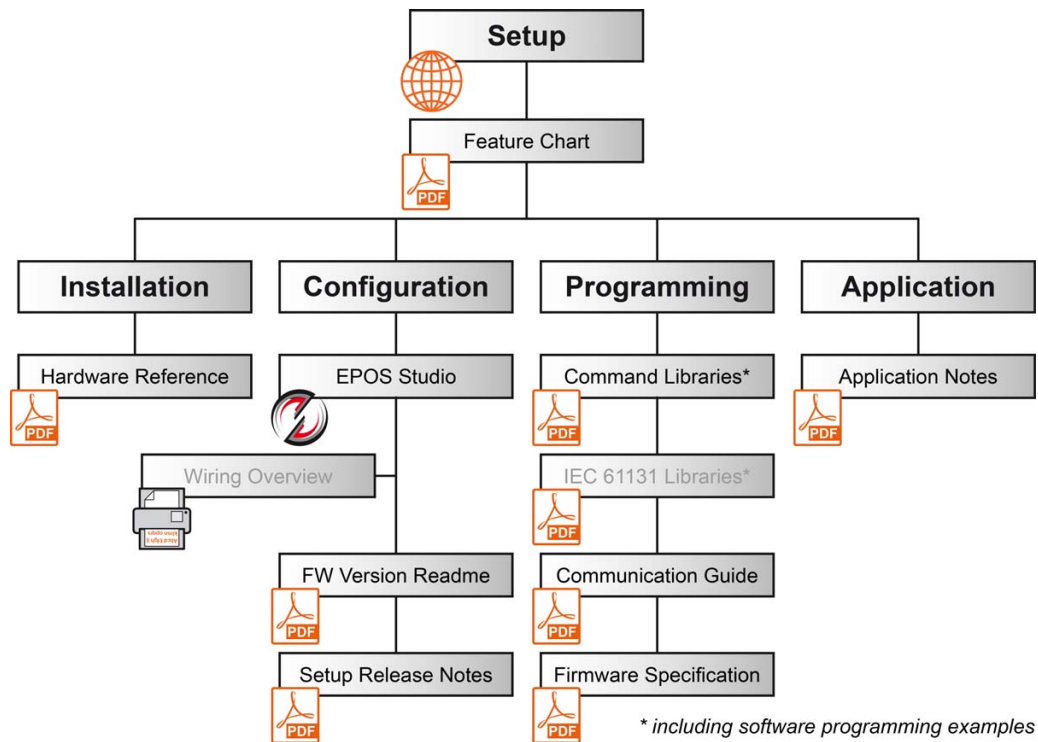 Setup
Feature Chart
PDF
Installation
Configuration
Programming
Application
Hardware Reference
PDF
EPOS Studio
Command Libraries*
PDF
Application Notes
PDF
Wiring Overview
IEC 61131 Libraries*
PDF
FW Version Readme
PDF
Communication Guide
PDF
Setup Release Notes
PDF
Firmware Specification
PDF
* including software programming examples